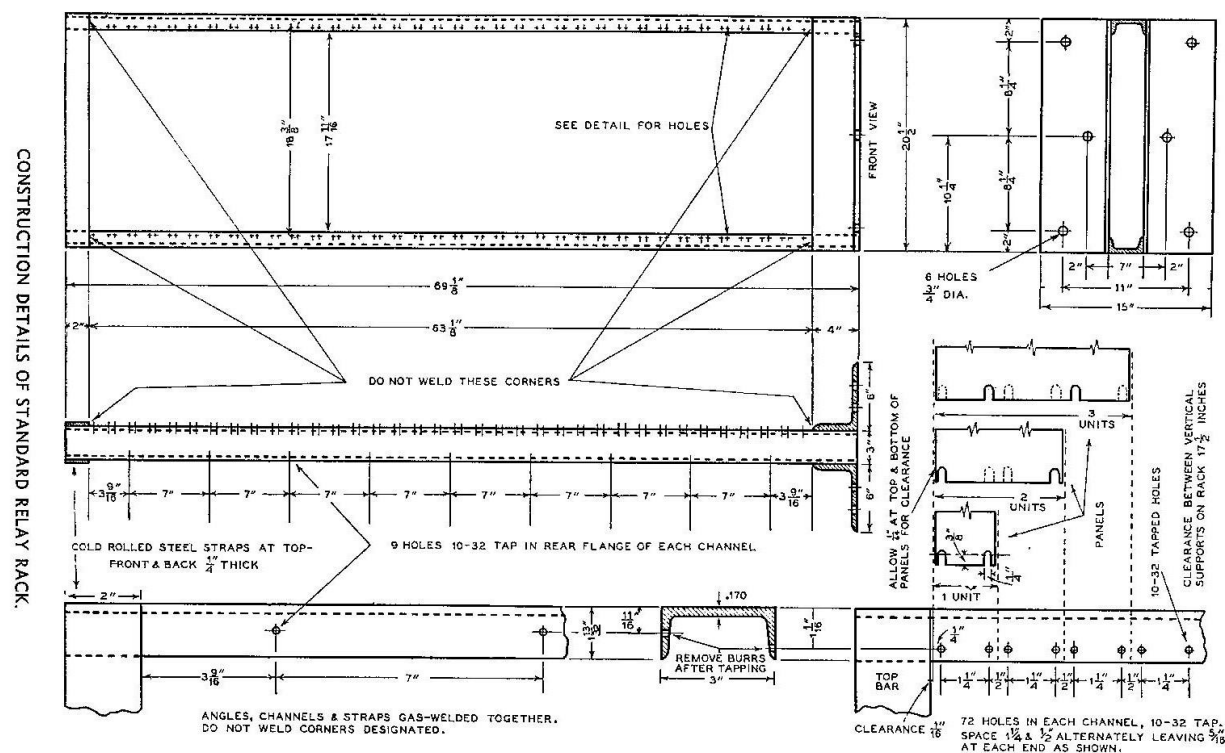 CONSTRUCTION DETAILS OF STANDARD RELAY RACK.
18 3/8"
17 11/16"
SEE DETAIL FOR HOLES
FRONT VIEW
20 1/2"
10 1/4"
2"
8 1/4"
8 1/4"
2"
6 HOLES
3/4" DIA.
2"
7"
2"
11"
15"
69 1/8"
2"
63 1/8"
4"
DO NOT WELD THESE CORNERS
6"
3"
6"
3 9/16"
7"
7"
7"
7"
7"
7"
7"
7"
3 9/16"
COLD ROLLED STEEL STRAPS AT TOP-
FRONT & BACK 1/4" THICK
9 HOLES 10-32 TAP IN REAR FLANGE OF EACH CHANNEL
ALLOW 1/64" AT TOP & BOTTOM OF
PANELS FOR CLEARANCE
3
UNITS
2
UNITS
3/8"
1/4"
1 UNIT
PANELS
10-32 TAPPED HOLES
CLEARANCE BETWEEN VERTICAL
SUPPORTS ON RACK 17 1/2 INCHES
2"
3 9/16"
7"
11/16"
.170
1 1/16"
REMOVE BURRS
AFTER TAPPING
3"
ANGLES, CHANNELS & STRAPS GAS-WELDED TOGETHER.
DO NOT WELD CORNERS DESIGNATED.
1/4"
TOP
BAR
1 1/4"
1/2"
1 1/4"
1/2"
1 1/4"
1/2"
1 1/4"
CLEARANCE 1/16"
72 HOLES IN EACH CHANNEL, 10-32 TAP.
SPACE 1 1/4" & 1/2" ALTERNATELY LEAVING 5/16"
AT EACH END AS SHOWN.